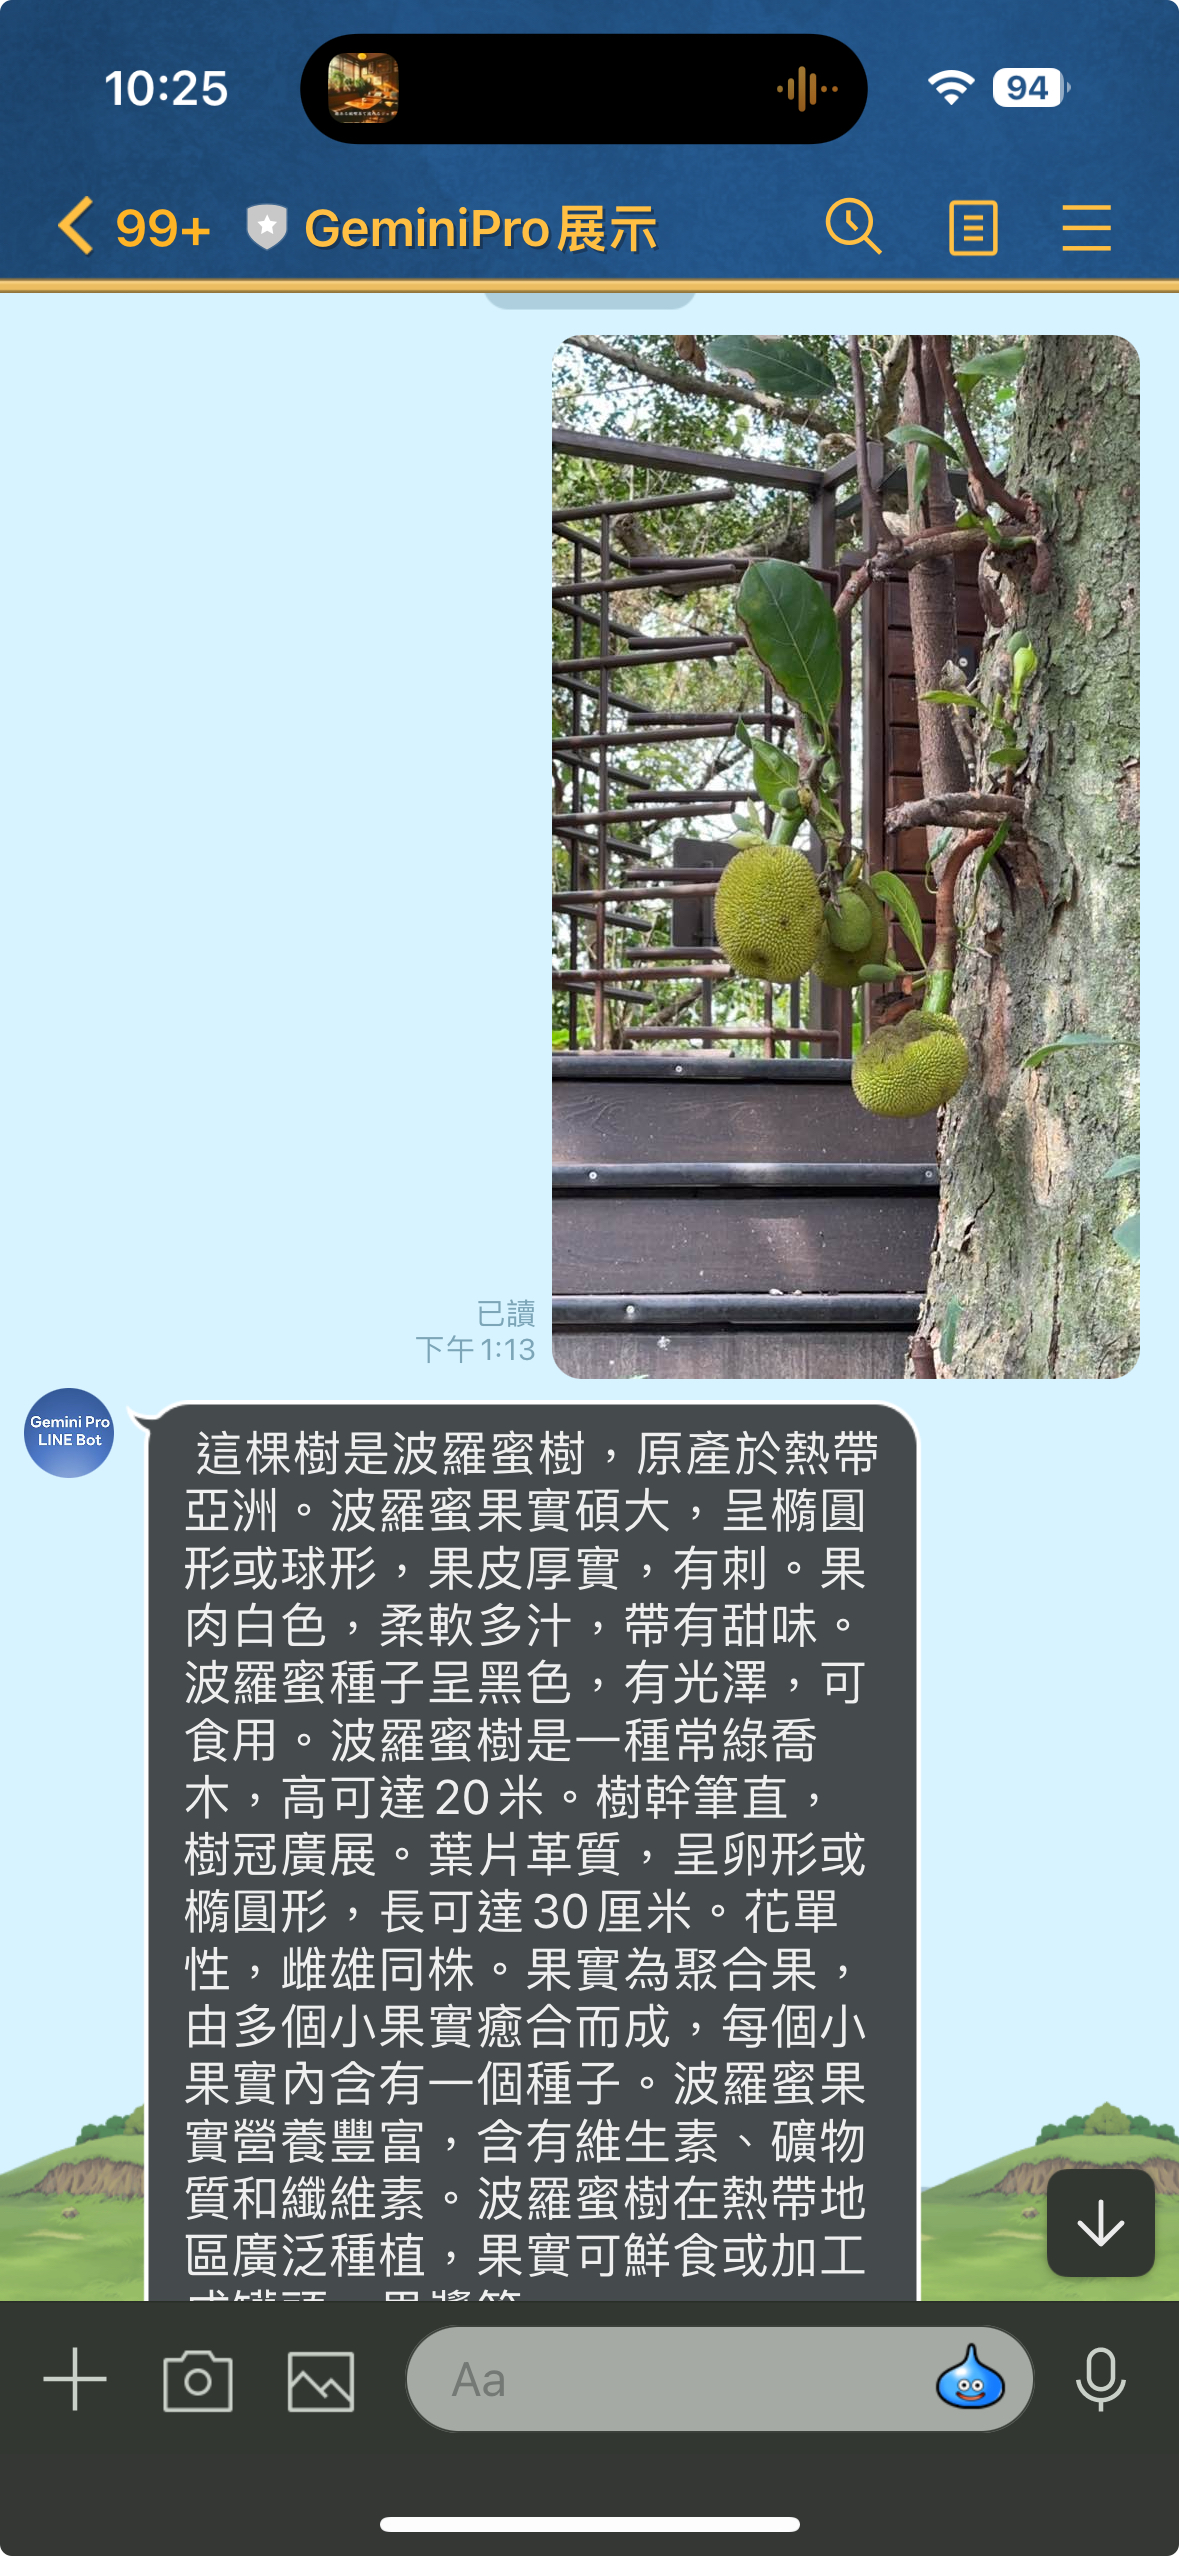 10:25
94
99+ GeminiPro展示
已讀
下午 1:13
Gemini Pro
LINE Bot
這棵樹是波羅蜜樹，原產於熱帶
亞洲。波羅蜜果實碩大，呈橢圓
形或球形，果皮厚實，有刺。果
肉白色，柔軟多汁，帶有甜味。
波羅蜜種子呈黑色，有光澤，可
食用。波羅蜜樹是一種常綠喬
木，高可達20米。樹幹筆直，
樹冠廣展。葉片革質，呈卵形或
橢圓形，長可達30厘米。花單
性，雌雄同株。果實為聚合果，
由多個小果實癒合而成，每個小
果實內含有一個種子。波羅蜜果
實營養豐富，含有維生素、礦物
質和纖維素。波羅蜜樹在熱帶地
區廣泛種植，果實可鮮食或加工
Aa